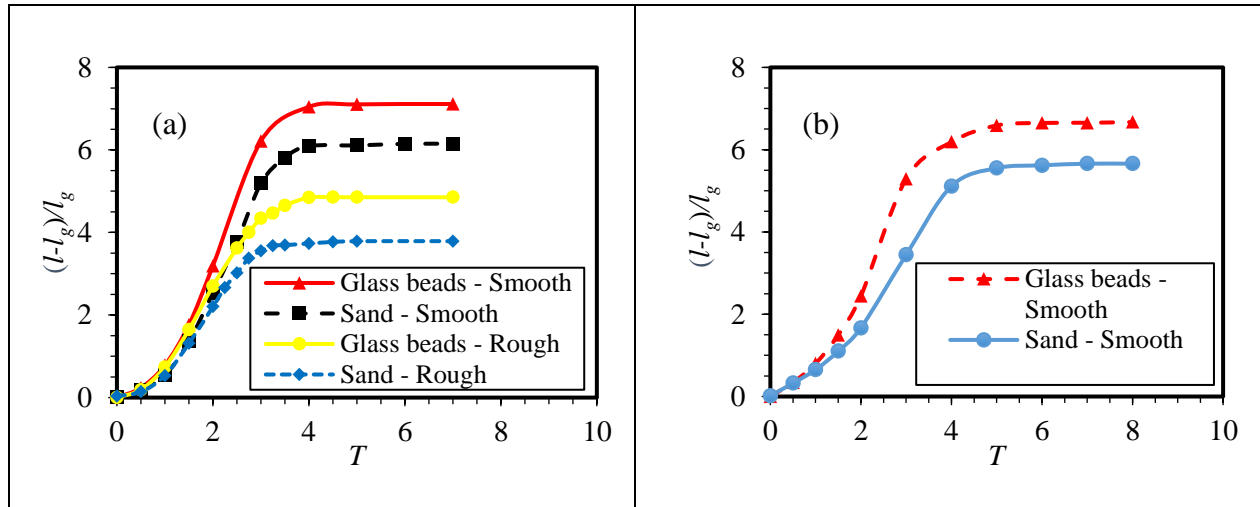 (a)
(l-lg)/lg
8
6
4
2
0
0 2 4 6 8 10
T
Glass beads - Smooth
Sand - Smooth
Glass beads - Rough
Sand - Rough
(b)
(l-lg)/lg
8
6
4
2
0
0 2 4 6 8 10
T
Glass beads -
Smooth
Sand - Smooth